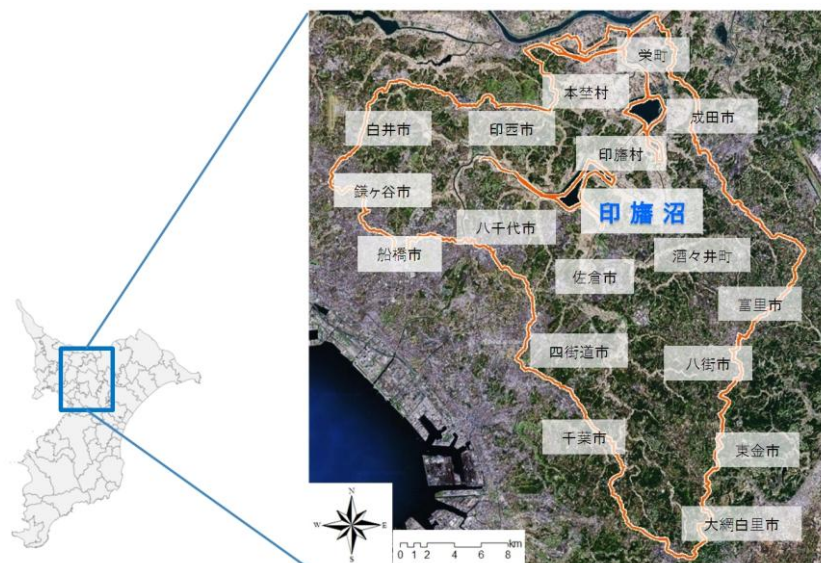 栄町
本埜村
成田市
白井市
印西市
印旛村
鎌ヶ谷市
印旛沼
八千代市
船橋市
酒々井町
佐倉市
富里市
四街道市
八街市
千葉市
東金市
大網白里市
N
W E
S
km
0 1 2 4 6 8